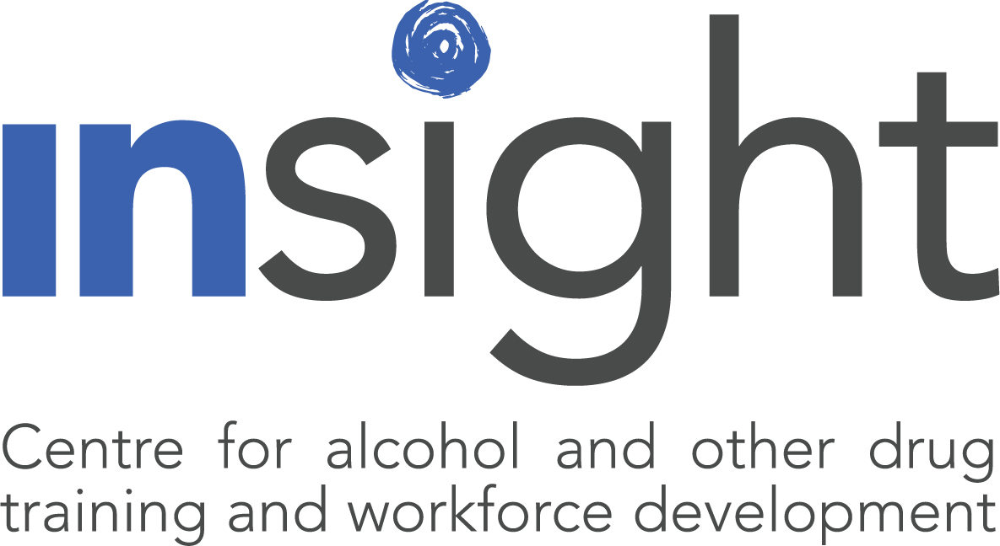 insight
Centre for alcohol and other drug
training and workforce development